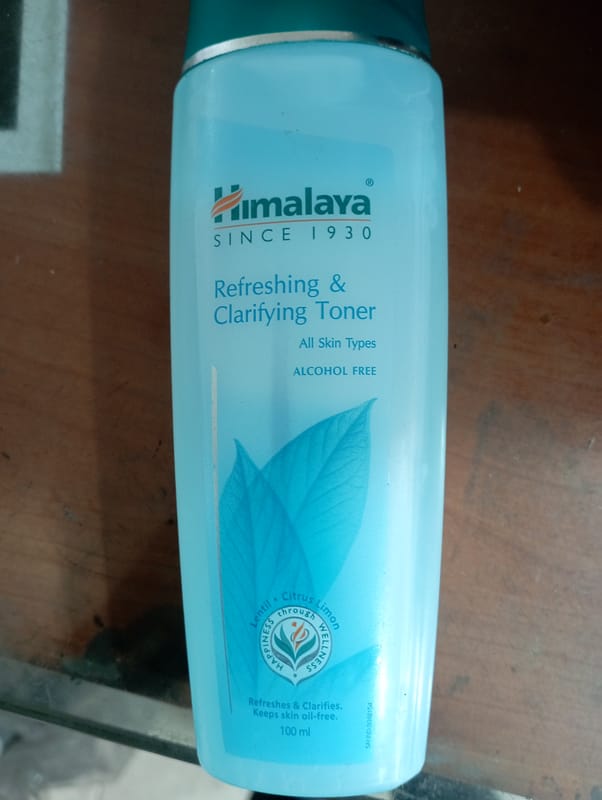 Himalaya®
SINCE 1930
Refreshing &
Clarifying Toner
All Skin Types
ALCOHOL FREE
Lentil • Citrus Limon
HAPPINESS through WELLNESS
Refreshes & Clarifies.
Keeps skin oil-free.
100 ml